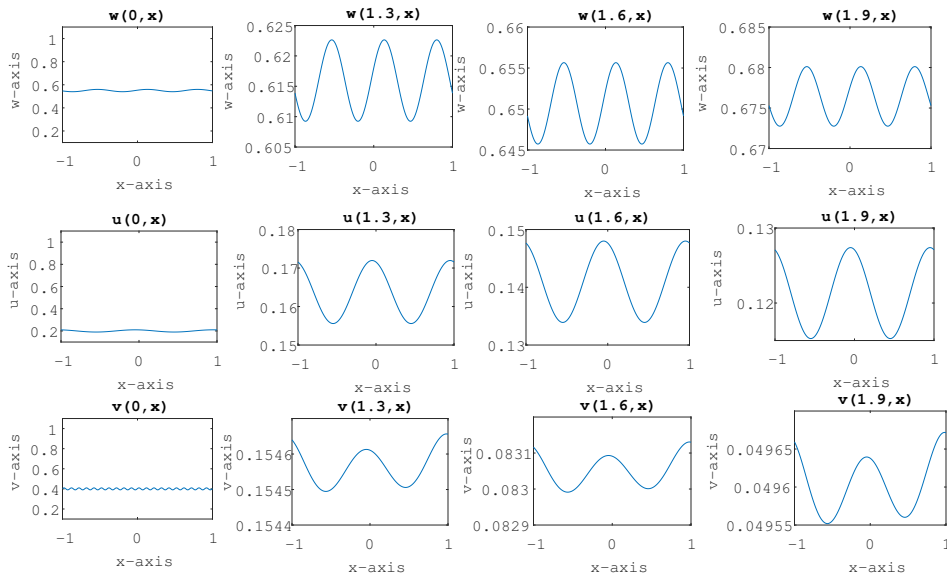 w(0,x) w(1.3,x) w(1.6,x) w(1.9,x)
w-axis
1
0.8
0.6
0.4
0.2
-1 0 1
x-axis
w-axis
0.625
0.615
0.605
-1 0 1
x-axis
w-axis
0.66
0.655
0.65
0.645
-1 0 1
x-axis
w-axis
0.685
0.68
0.675
0.67
-1 0 1
x-axis
u(0,x) u(1.3,x) u(1.6,x) u(1.9,x)
u-axis
1
0.8
0.6
0.4
0.2
-1 0 1
x-axis
u-axis
0.18
0.17
0.16
0.15
-1 0 1
x-axis
u-axis
0.15
0.14
0.13
-1 0 1
x-axis
u-axis
0.13
0.12
-1 0 1
x-axis
v(0,x) v(1.3,x) v(1.6,x) v(1.9,x)
v-axis
1
0.8
0.6
0.4
0.2
-1 0 1
x-axis
v-axis
0.1546
0.1545
0.1544
-1 0 1
x-axis
v-axis
0.0831
0.083
0.0829
-1 0 1
x-axis
v-axis
0.04965
0.0496
0.04955
-1 0 1
x-axis